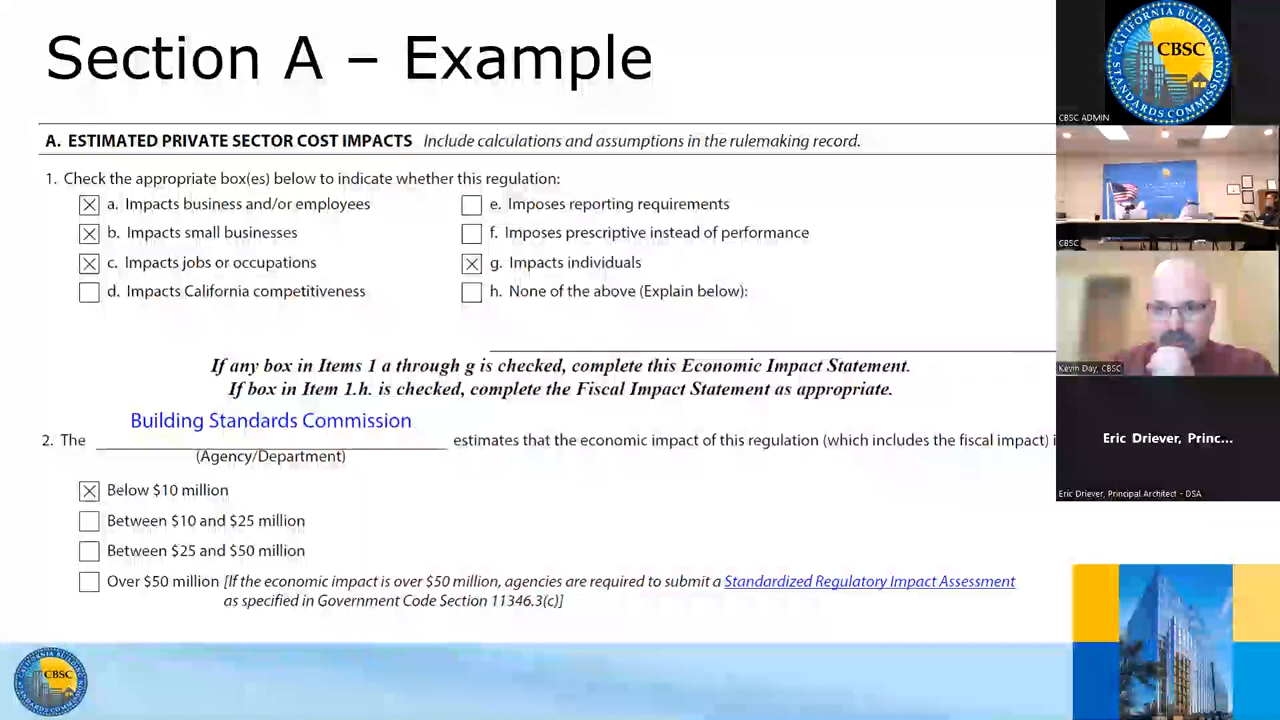 Section A – Example
A. ESTIMATED PRIVATE SECTOR COST IMPACTS Include calculations and assumptions in the rulemaking record.
1. Check the appropriate box(es) below to indicate whether this regulation:
a. Impacts business and/or employees
b. Impacts small businesses
c. Impacts jobs or occupations
d. Impacts California competitiveness
e. Imposes reporting requirements
f. Imposes prescriptive instead of performance
g. Impacts individuals
h. None of the above (Explain below):
If any box in Items 1 a through g is checked, complete this Economic Impact Statement.
If box in Item 1.h. is checked, complete the Fiscal Impact Statement as appropriate.
Building Standards Commission
2. The estimates that the economic impact of this regulation (which includes the fiscal impact) i
(Agency/Department)
Below $10 million
Between $10 and $25 million
Between $25 and $50 million
Over $50 million [If the economic impact is over $50 million, agencies are required to submit a Standardized Regulatory Impact Assessment
as specified in Government Code Section 11346.3(c)]
CALIFORNIA BUILDING STANDARDS COMMISSION
CBSC
CALIFORNIA BUILDING STANDARDS COMMISSION
CBSC
CBSC ADMIN
CBSC
Kevin Day, CBSC
Eric Driever, Princ...
Eric Driever, Principal Architect - DSA